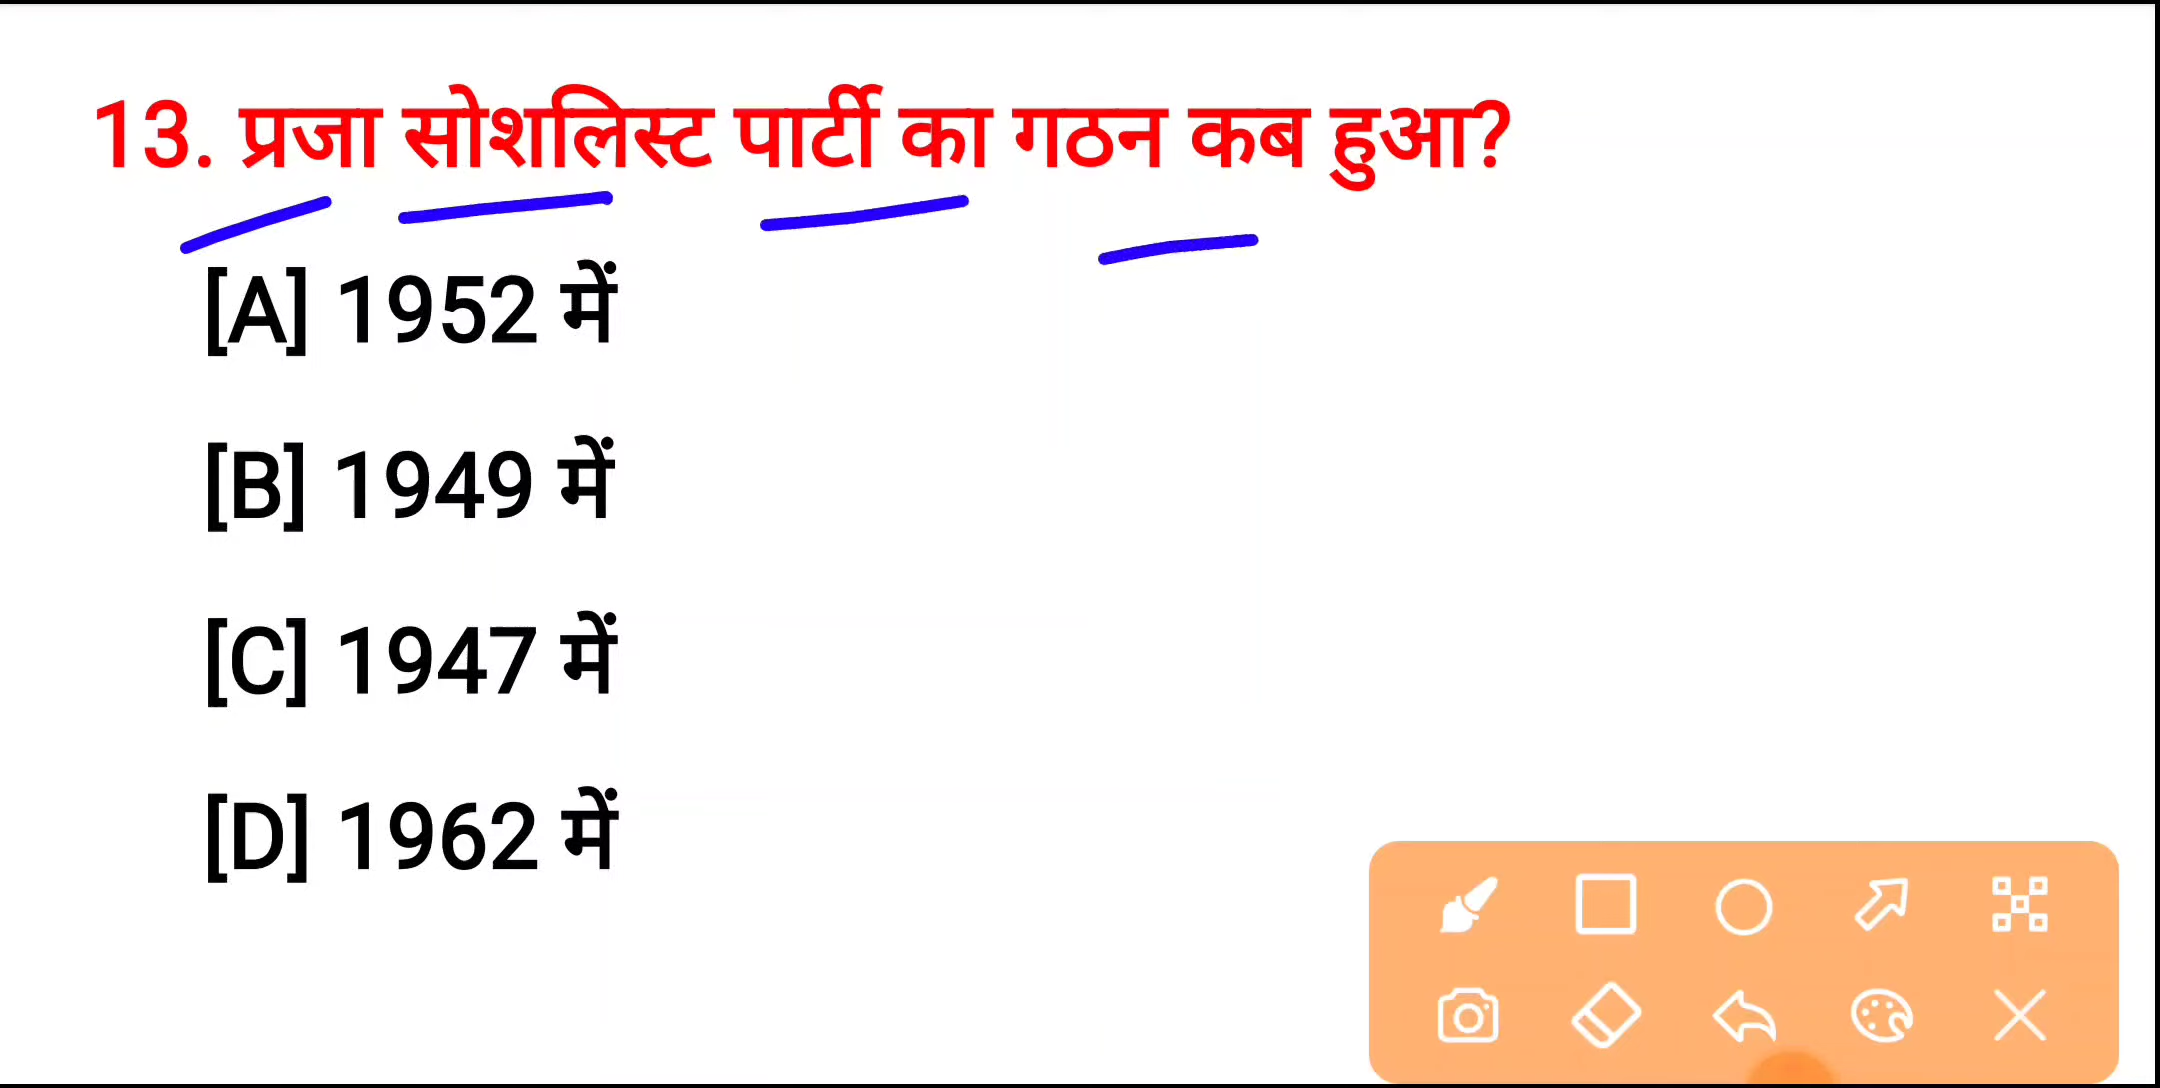 13. प्रजा सोशलिस्ट पार्टी का गठन कब हुआ?
[A] 1952 में
[B] 1949 में
[C] 1947 में
[D] 1962 में